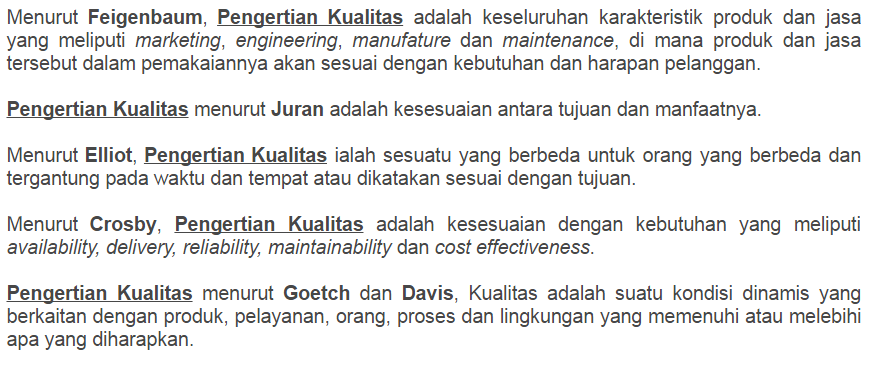 Menurut Feigenbaum, Pengertian Kualitas adalah keseluruhan karakteristik produk dan jasa
yang meliputi marketing, engineering, manufature dan maintenance, di mana produk dan jasa
tersebut dalam pemakaiannya akan sesuai dengan kebutuhan dan harapan pelanggan.
Pengertian Kualitas menurut Juran adalah kesesuaian antara tujuan dan manfaatnya.
Menurut Elliot, Pengertian Kualitas ialah sesuatu yang berbeda untuk orang yang berbeda dan
tergantung pada waktu dan tempat atau dikatakan sesuai dengan tujuan.
Menurut Crosby, Pengertian Kualitas adalah kesesuaian dengan kebutuhan yang meliputi
availability, delivery, reliability, maintainability dan cost effectiveness.
Pengertian Kualitas menurut Goetch dan Davis, Kualitas adalah suatu kondisi dinamis yang
berkaitan dengan produk, pelayanan, orang, proses dan lingkungan yang memenuhi atau melebihi
apa yang diharapkan.